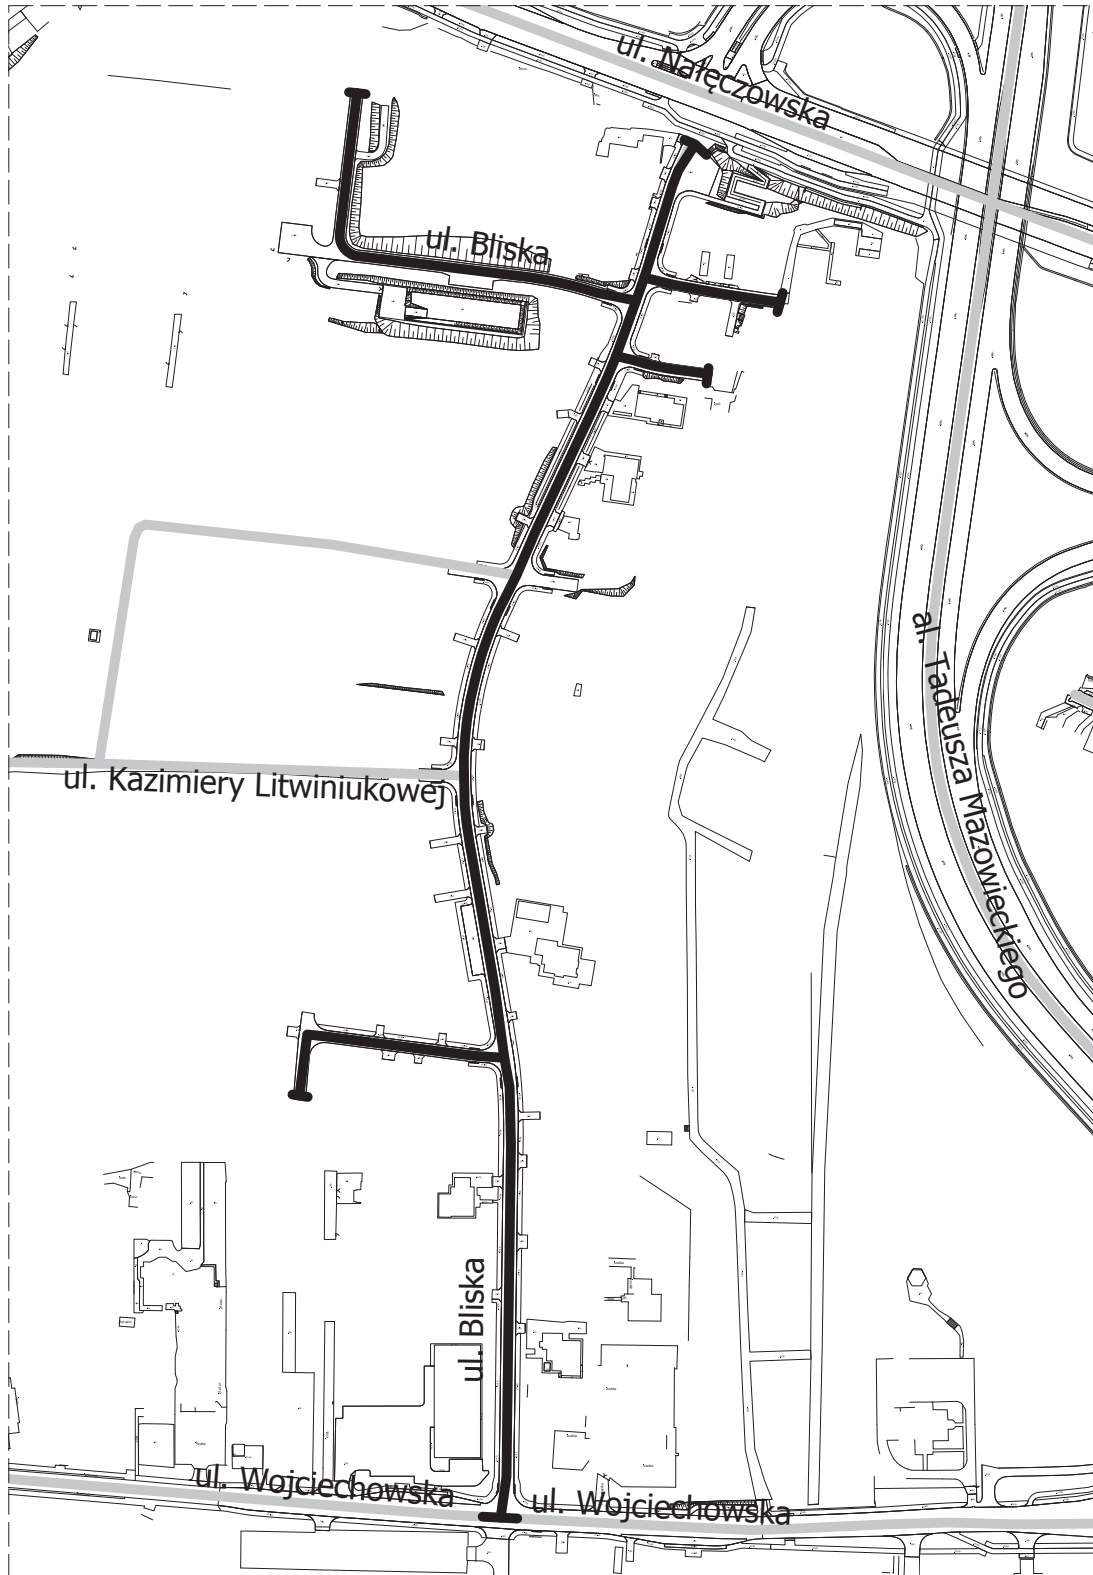 ul. Nałęczowska
ul. Bliska
al. Tadeusza Mazowieckiego
ul. Kazimiery Litwiniukowej
ul. Bliska
ul. Wojciechowska
ul. Wojciechowska